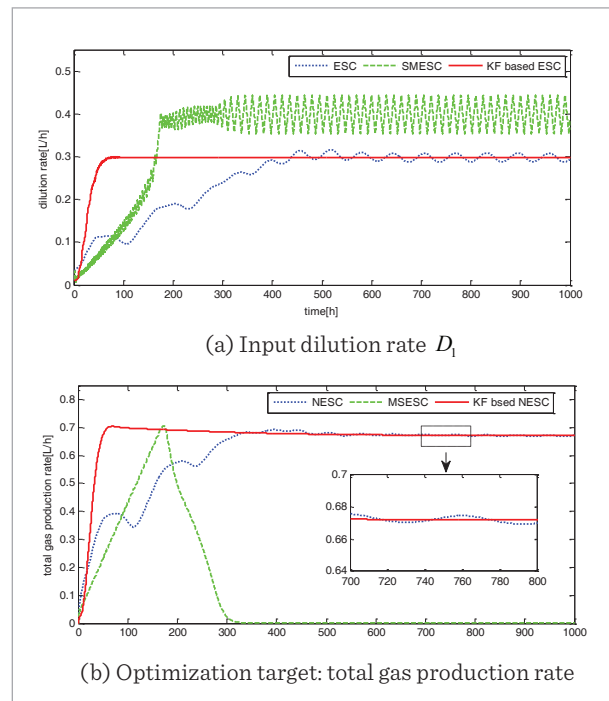 ESC SMESC KF based ESC
0.5
0.4
0.3
0.2
0.1
0
dilution rate[L/h]
0 100 200 300 400 500 600 700 800 900 1000
time[h]
(a) Input dilution rate D₁
NESC MSESC KF bsed NESC
0.8
0.7
0.6
0.5
0.4
0.3
0.2
0.1
0
total gas production rate[L/h]
0.7
0.68
0.66
0.64
700 720 740 760 780 800
0 100 200 300 400 500 600 700 800 900 1000
(b) Optimization target: total gas production rate